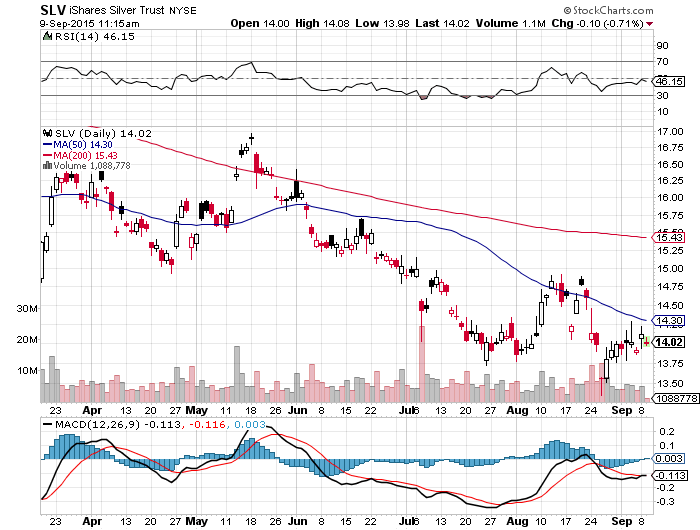 SLV iShares Silver Trust NYSE © StockCharts.com
9-Sep-2015 11:15am Open 14.00 High 14.08 Low 13.98 Last 14.02 Volume 1.1M Chg -0.10 (-0.71%)
RSI(14) 46.15
90
70
50
46.15
30
10
SLV (Daily) 14.02
MA(50) 14.30
MA(200) 15.43
Volume 1,088,778
17.00
16.75
16.50
16.25
16.00
15.75
15.43
15.25
15.00
14.75
14.50
14.30
14.02
13.75
13.50
30M
20M
10M
1088778
23 Apr 13 20 27 May 11 18 26 Jun 8 15 22 Jul 6 13 20 27 Aug 10 17 24 Sep 8
MACD(12,26,9) -0.113, -0.116, 0.003
0.2
0.1
0.003
-0.113
-0.2
-0.3
23 Apr 13 20 27 May 11 18 26 Jun 8 15 22 Jul 6 13 20 27 Aug 10 17 24 Sep 8